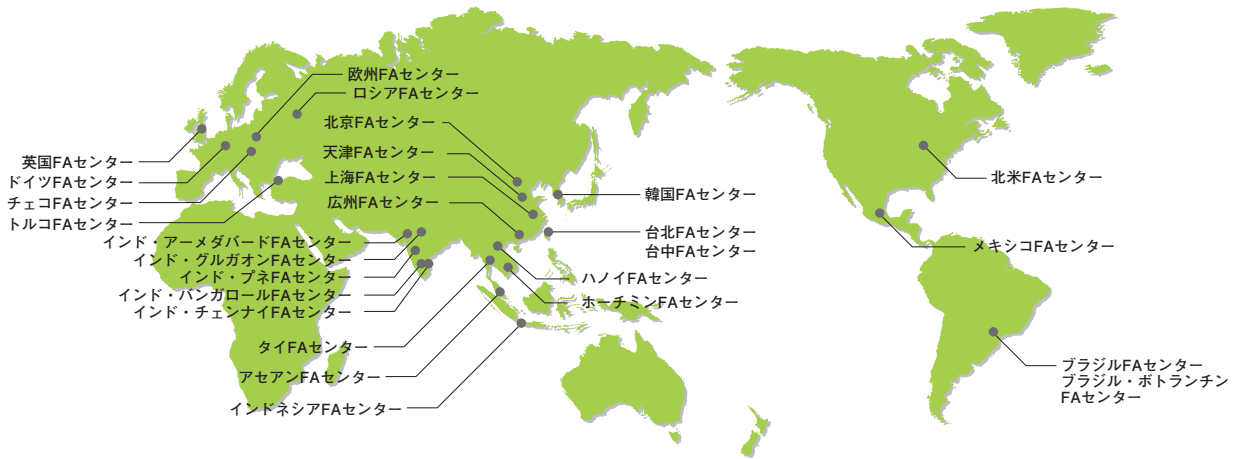 欧州FAセンター
ロシアFAセンター
北京FAセンター
天津FAセンター
上海FAセンター
広州FAセンター
英国FAセンター
ドイツFAセンター
チェコFAセンター
トルコFAセンター
インド・アーメダバードFAセンター
インド・グルガオンFAセンター
インド・プネFAセンター
インド・バンガロールFAセンター
インド・チェンナイFAセンター
タイFAセンター
アセアンFAセンター
インドネシアFAセンター
韓国FAセンター
台北FAセンター
台中FAセンター
ハノイFAセンター
ホーチミンFAセンター
北米FAセンター
メキシコFAセンター
ブラジルFAセンター
ブラジル・ボトランチン
FAセンター